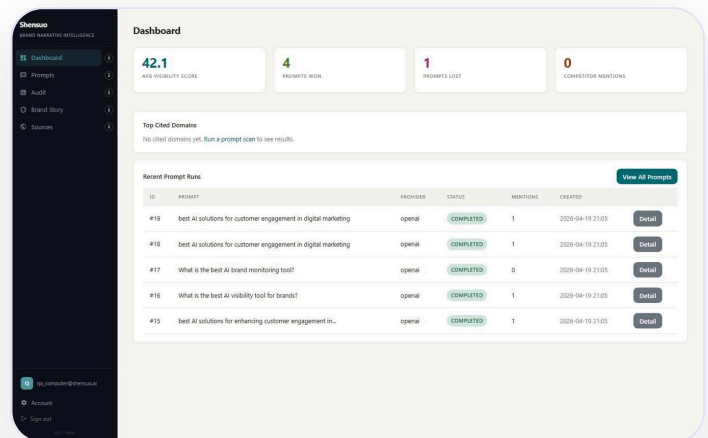 Shensuo
BRAND NARRATIVE INTELLIGENCE
Dashboard
Prompts
Audit
Brand Story
Sources
Q qa_computer@shensuo.ai
Account
Sign out
Dashboard
42.1
AVG VISIBILITY SCORE
4
PROMPTS WON
1
PROMPTS LOST
0
COMPETITOR MENTIONS
Top Cited Domains
No cited domains yet. Run a prompt scan to see results.
Recent Prompt Runs
View All Prompts
ID PROMPT PROVIDER STATUS MENTIONS CREATED
#19 best AI solutions for customer engagement in digital marketing openai COMPLETED 1 2026-04-19 21:05 Detail
#18 best AI solutions for customer engagement in digital marketing openai COMPLETED 1 2026-04-19 21:05 Detail
#17 What is the best AI brand monitoring tool? openai COMPLETED 0 2026-04-19 21:05 Detail
#16 What is the best AI visibility tool for brands? openai COMPLETED 1 2026-04-19 21:05 Detail
#15 best AI solutions for enhancing customer engagement in... openai COMPLETED 1 2026-04-19 21:05 Detail